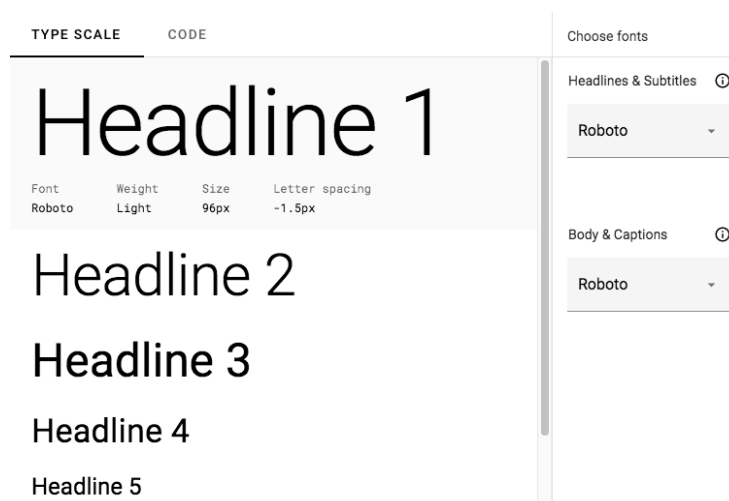 TYPE SCALE
CODE
Choose fonts
Headline 1
Font Weight Size Letter spacing
Roboto Light 96px -1.5px
Headline 2
Headline 3
Headline 4
Headline 5
Headlines & Subtitles
Roboto
Body & Captions
Roboto